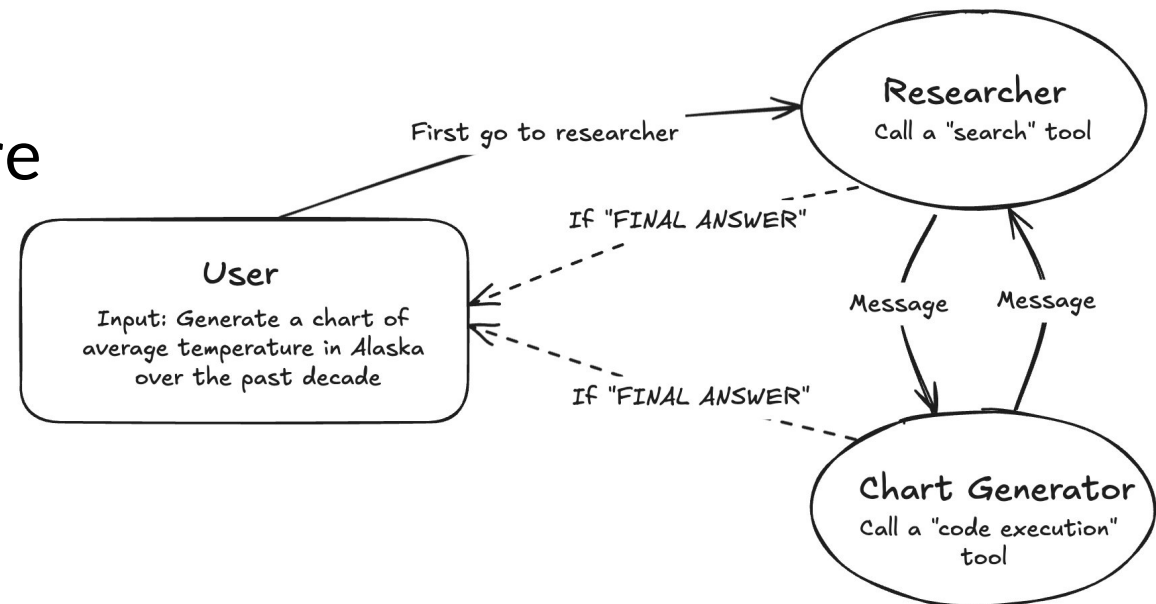 re
First go to researcher
Researcher
Call a "search" tool
If "FINAL ANSWER"
User
Input: Generate a chart of
average temperature in Alaska
over the past decade
Message
Message
If "FINAL ANSWER"
Chart Generator
Call a "code execution"
tool